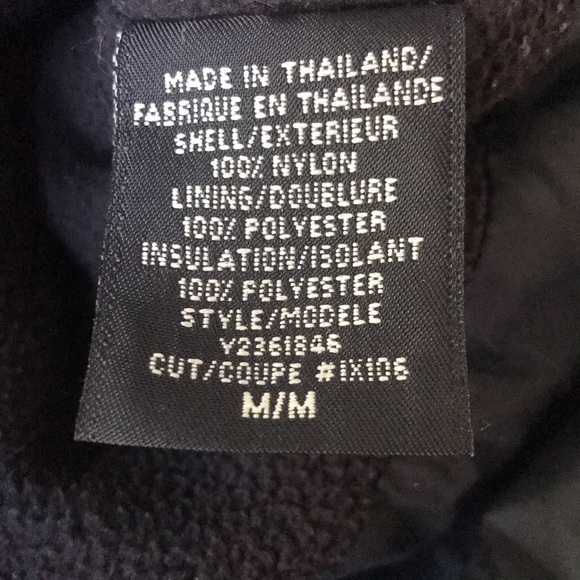 MADE IN THAILAND/
FABRIQUE EN THAILANDE
SHELL/EXTERIEUR
100% NYLON
LINING/DOUBLURE
100% POLYESTER
INSULATION/ISOLANT
100% POLYESTER
STYLE/MODELE
Y2361846
CUT/COUPE #1X106
M/M